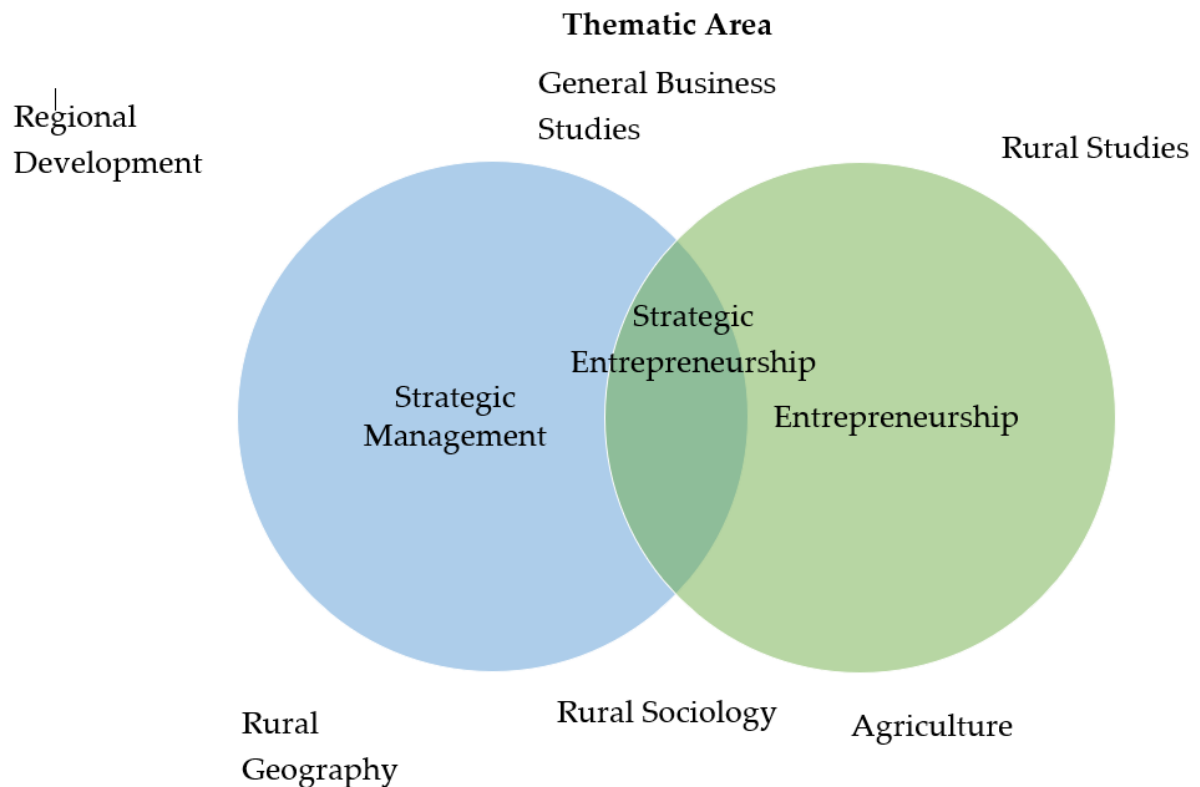 Thematic Area
General Business
Studies
Regional
Development
Rural Studies
Strategic
Entrepreneurship
Strategic
Management
Entrepreneurship
Rural Sociology
Rural
Geography
Agriculture